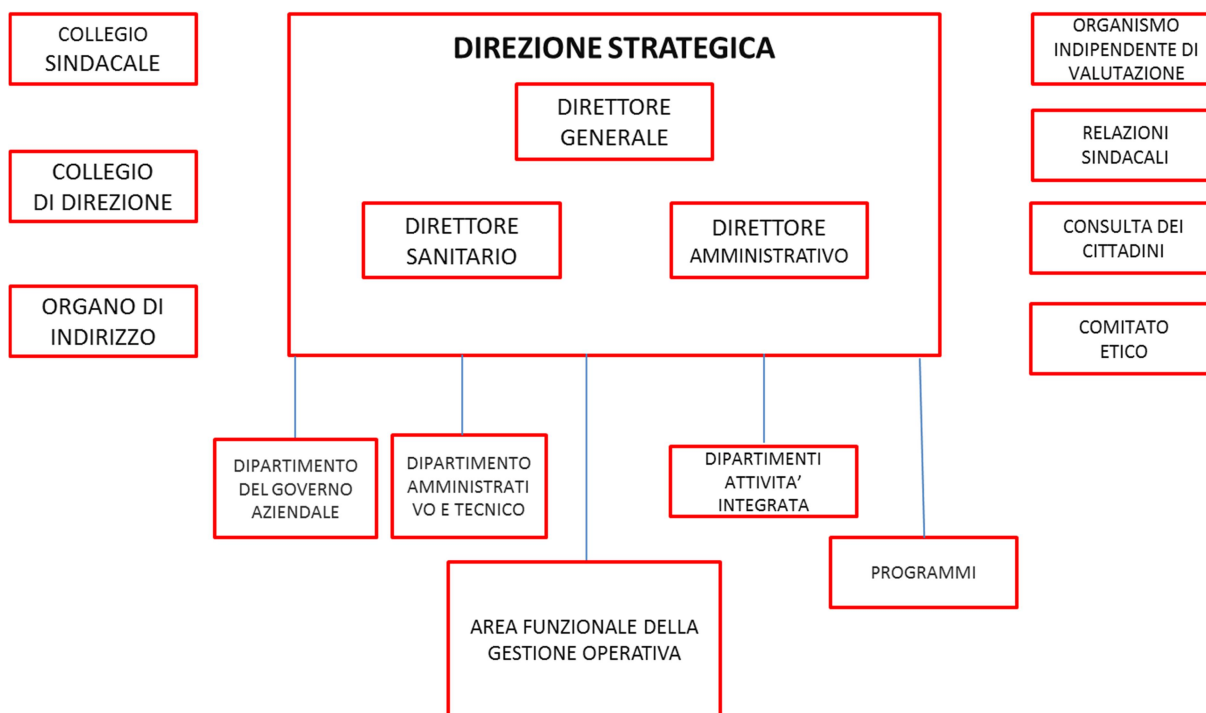 COLLEGIO
SINDACALE
COLLEGIO
DI DIREZIONE
ORGANO DI
INDIRIZZO
DIREZIONE STRATEGICA
DIRETTORE
GENERALE
DIRETTORE
SANITARIO
DIRETTORE
AMMINISTRATIVO
ORGANISMO
INDIPENDENTE DI
VALUTAZIONE
RELAZIONI
SINDACALI
CONSULTA DEI
CITTADINI
COMITATO
ETICO
DIPARTIMENTO
DEL GOVERNO
AZIENDALE
DIPARTIMENTO
AMMINISTRATI
VO E TECNICO
DIPARTIMENTI
ATTIVITA’
INTEGRATA
PROGRAMMI
AREA FUNZIONALE DELLA
GESTIONE OPERATIVA